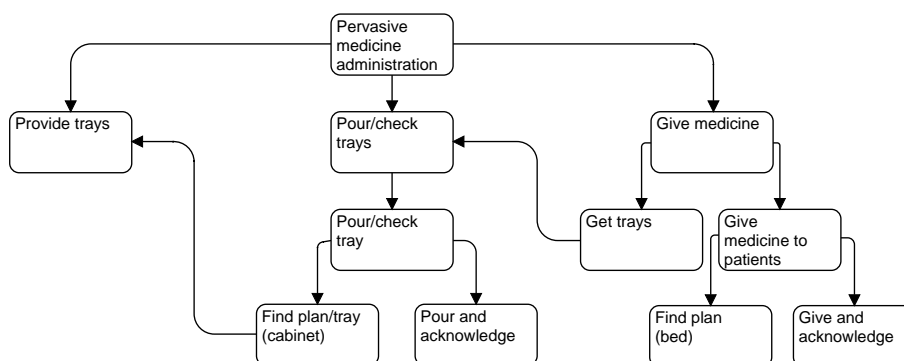 Pervasive
medicine
administration
Provide trays
Pour/check
trays
Give medicine
Pour/check
tray
Get trays
Give
medicine to
patients
Find plan/tray
(cabinet)
Pour and
acknowledge
Find plan
(bed)
Give and
acknowledge